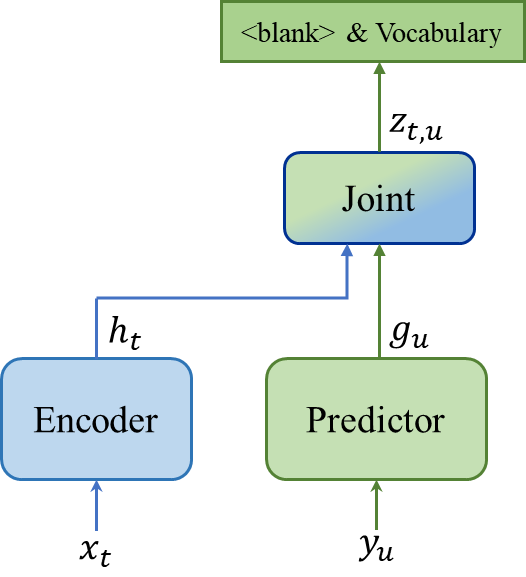 <blank> & Vocabulary
z_{t,u}
Joint
h_t
g_u
Encoder
Predictor
x_t
y_u